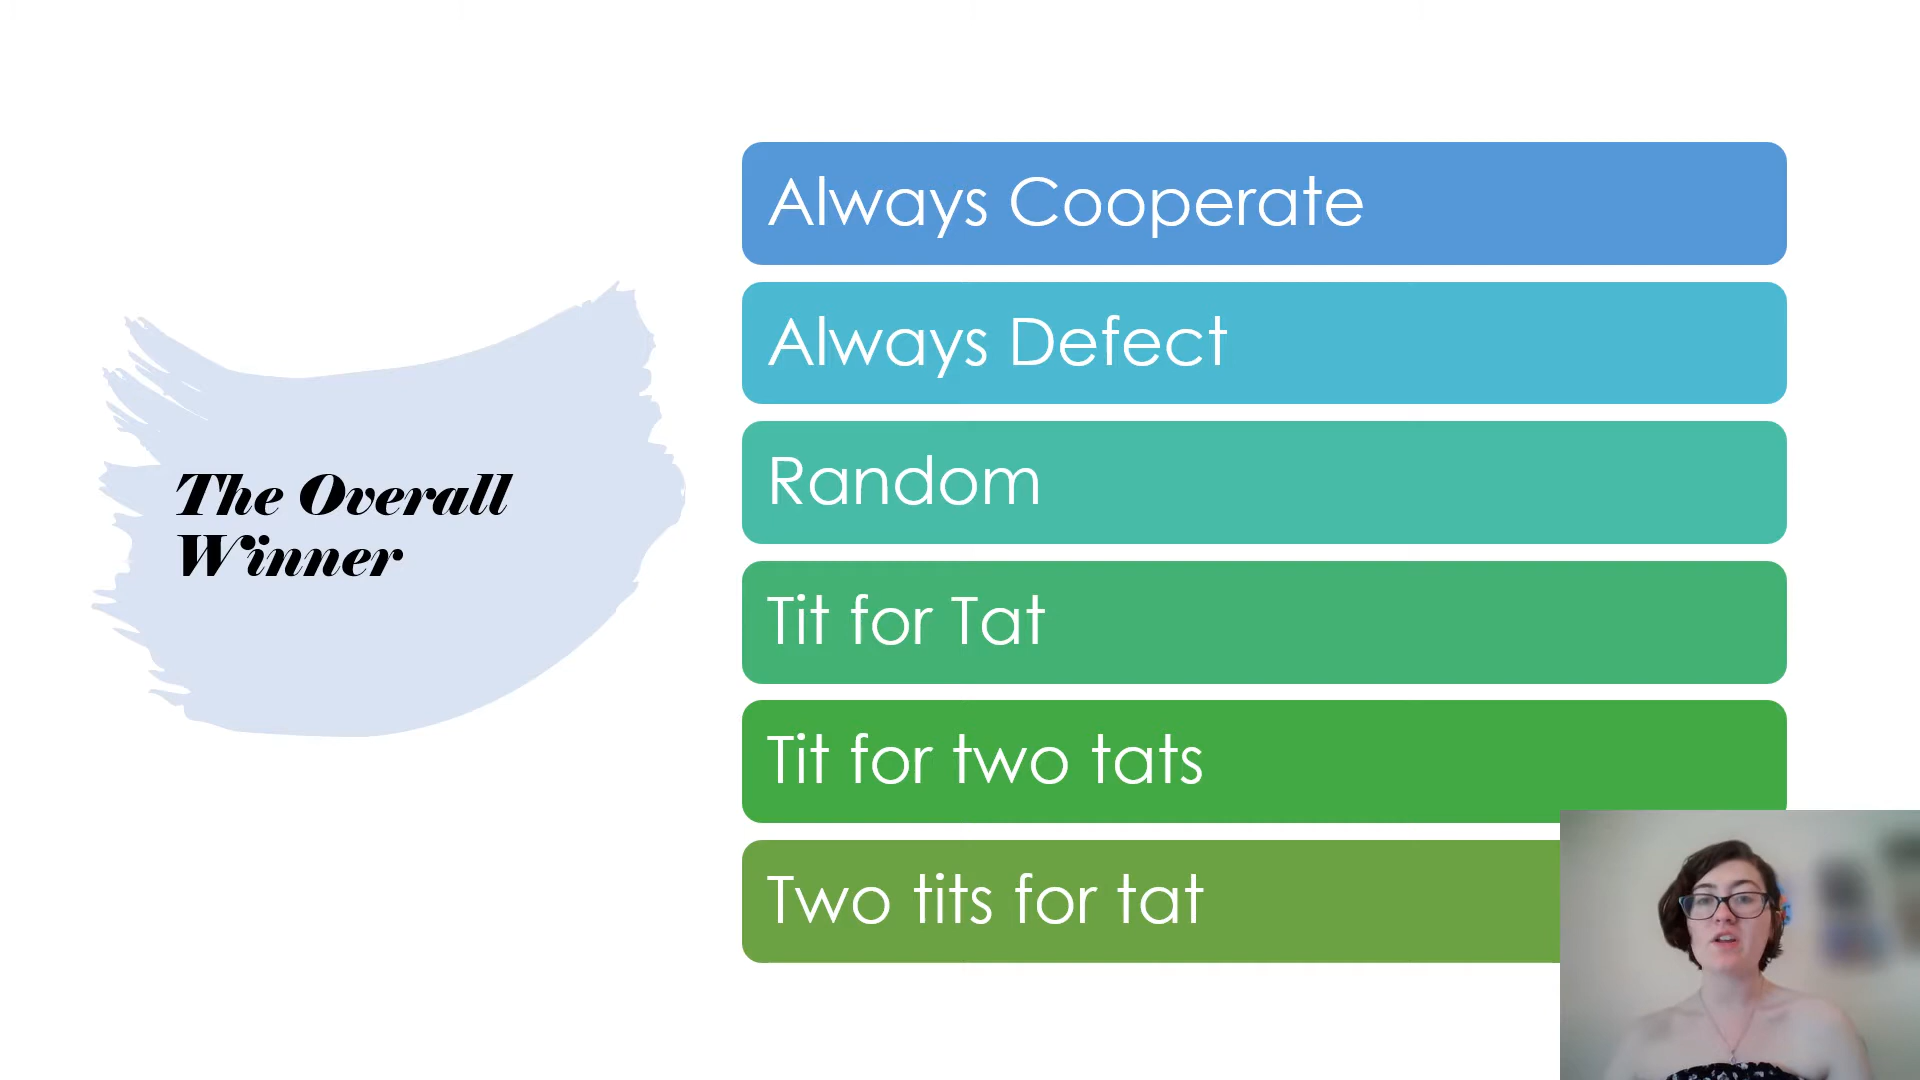 The Overall
Winner
Always Cooperate
Always Defect
Random
Tit for Tat
Tit for two tats
Two tits for tat